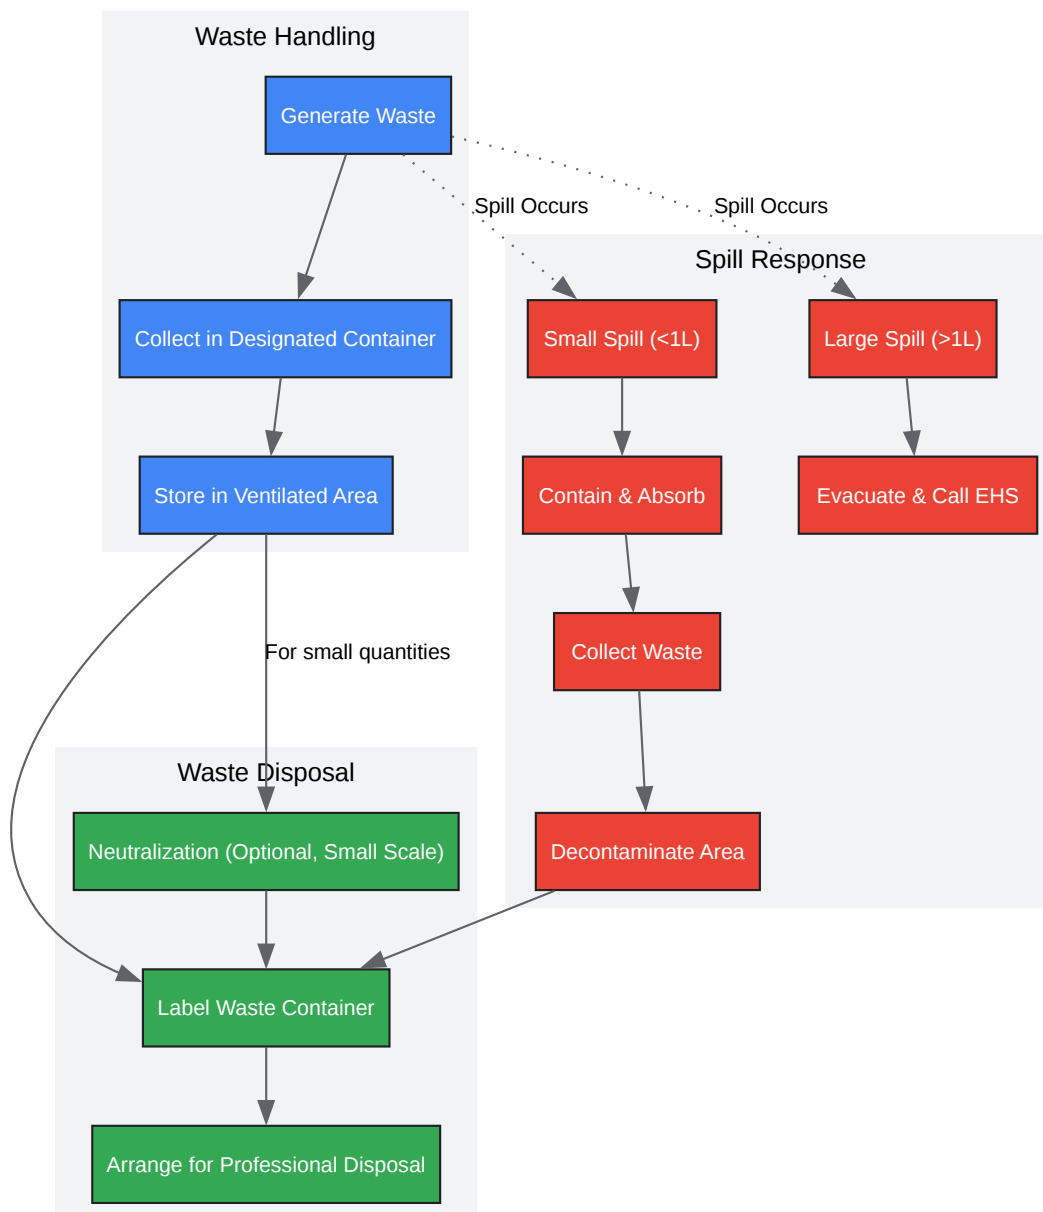 Waste Handling
Generate Waste
Spill Occurs
Spill Occurs
Spill Response
Collect in Designated Container
Small Spill (<1L)
Large Spill (>1L)
Store in Ventilated Area
Contain & Absorb
Evacuate & Call EHS
For small quantities
Collect Waste
Waste Disposal
Neutralization (Optional, Small Scale)
Decontaminate Area
Label Waste Container
Arrange for Professional Disposal